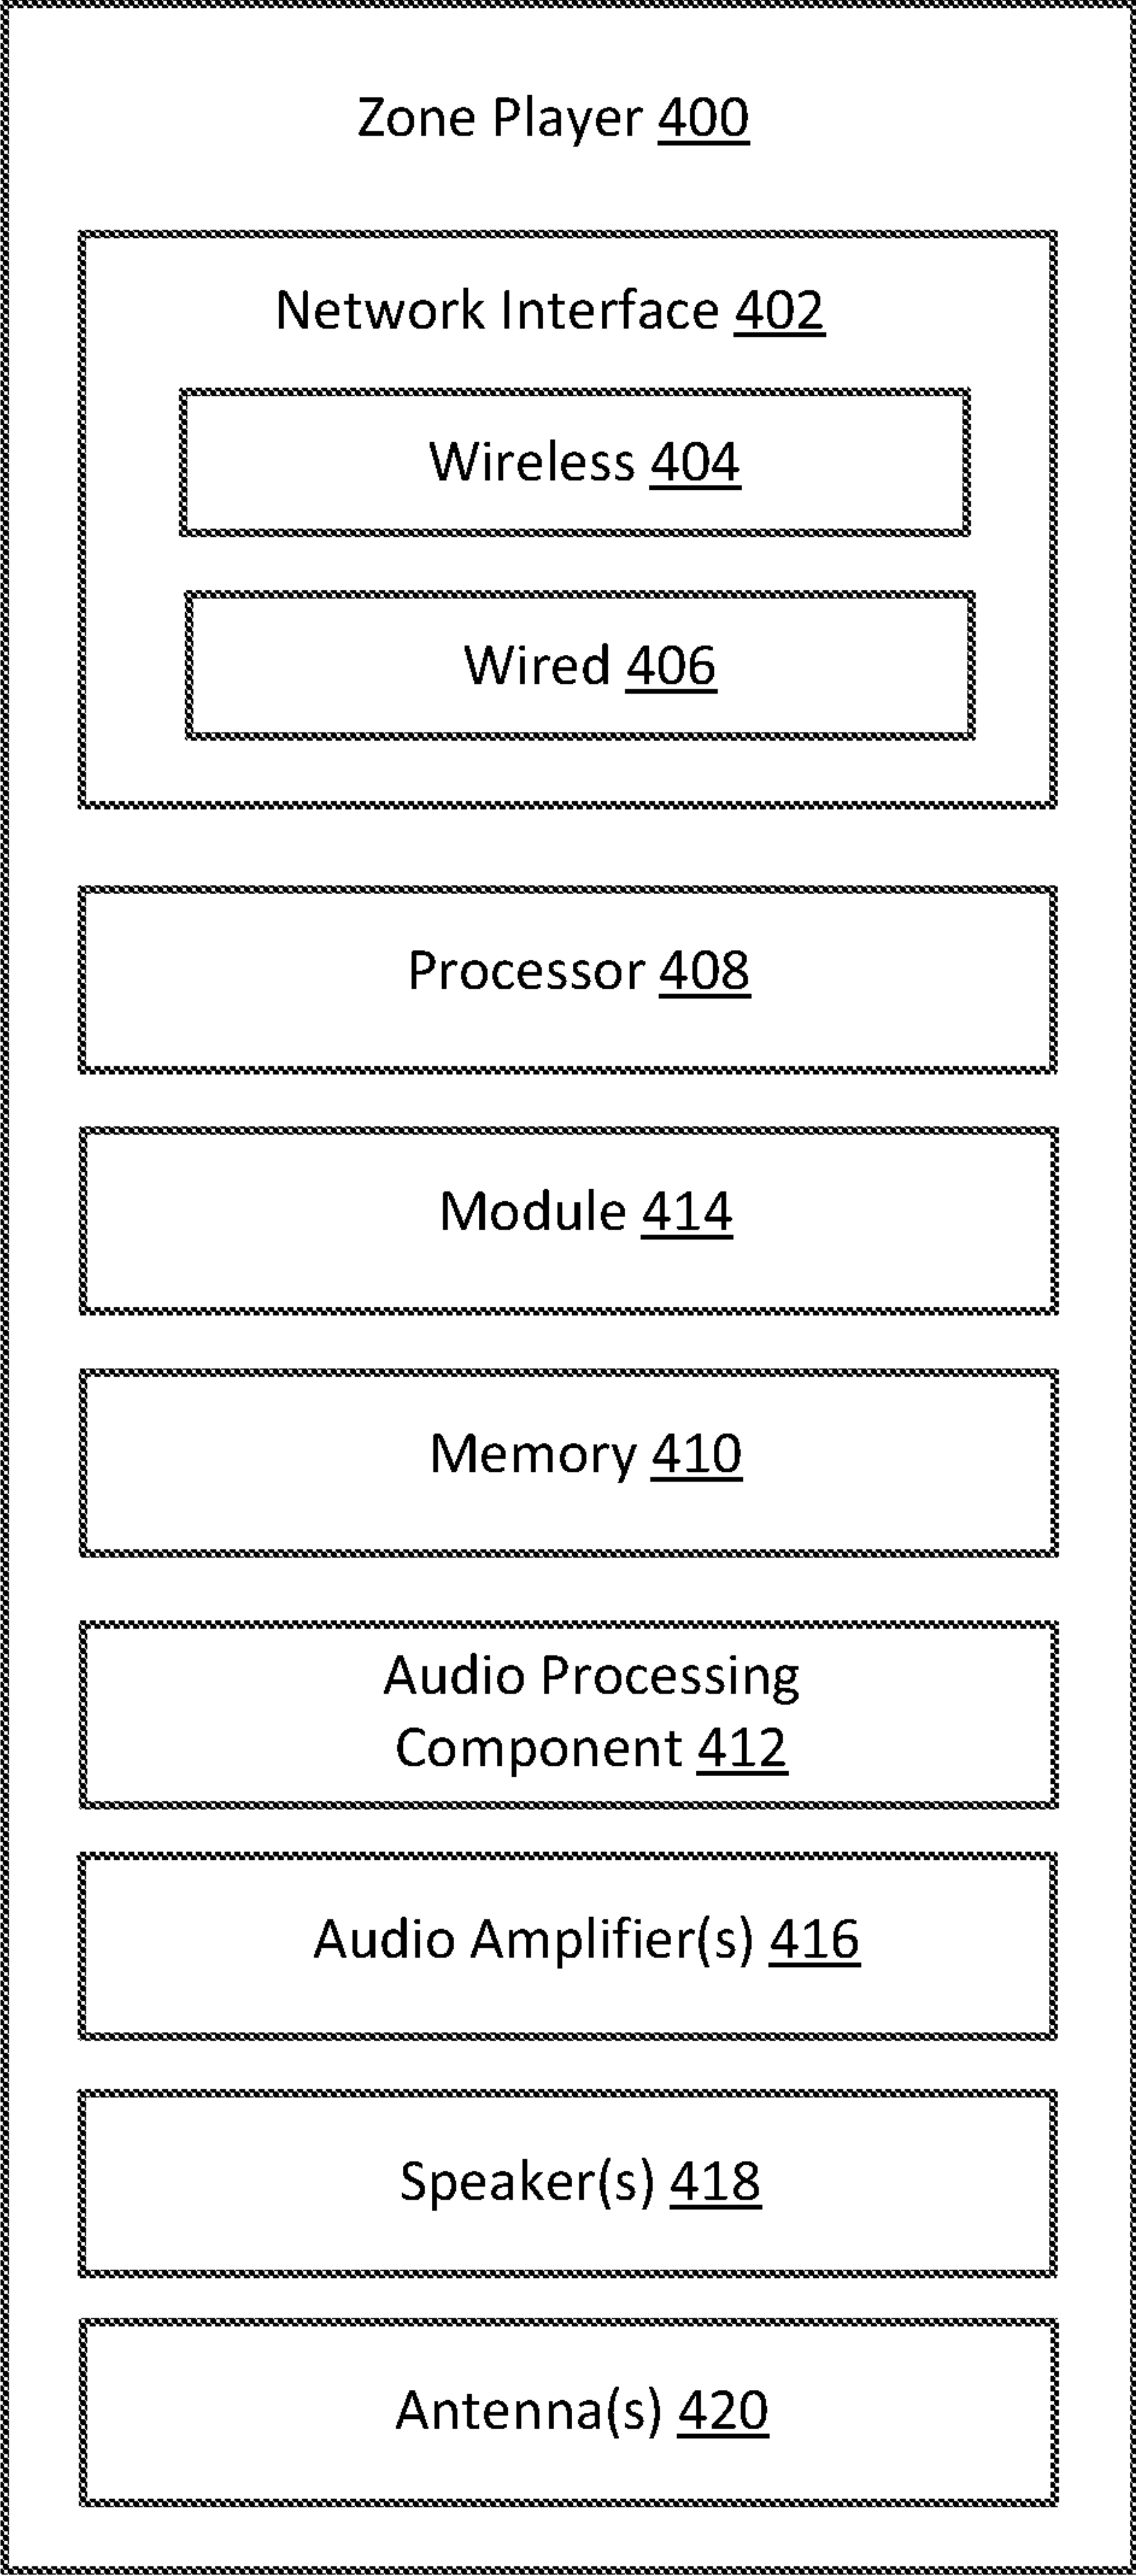 Zone Player 400
Network Interface 402
Wireless 404
Wired 406
Processor 408
Module 414
Memory 410
Audio Processing
Component 412
Audio Amplifier(s) 416
Speaker(s) 418
Antenna(s) 420